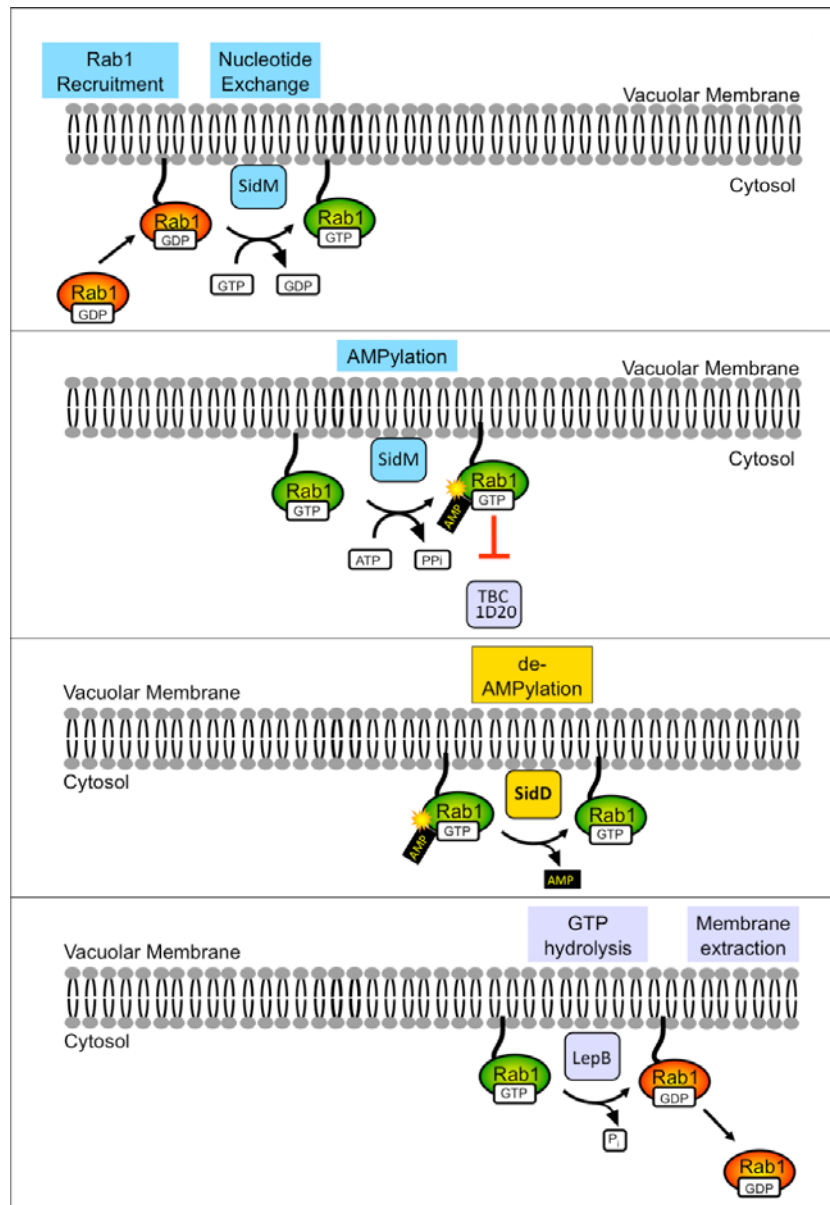 Rab1
Recruitment
Nucleotide
Exchange
Vacuolar Membrane
SidM
Cytosol
Rab1
GDP
Rab1
GTP
Rab1
GDP
GTP
GDP
AMPylation
Vacuolar Membrane
SidM
Cytosol
Rab1
GTP
Rab1
GTP
AMP
ATP
PPi
TBC
1D20
de-
AMPylation
Vacuolar Membrane
Cytosol
SidD
Rab1
GTP
AMP
Rab1
GTP
AMP
GTP
hydrolysis
Membrane
extraction
Vacuolar Membrane
Cytosol
LepB
Rab1
GTP
Rab1
GDP
Pi
Rab1
GDP